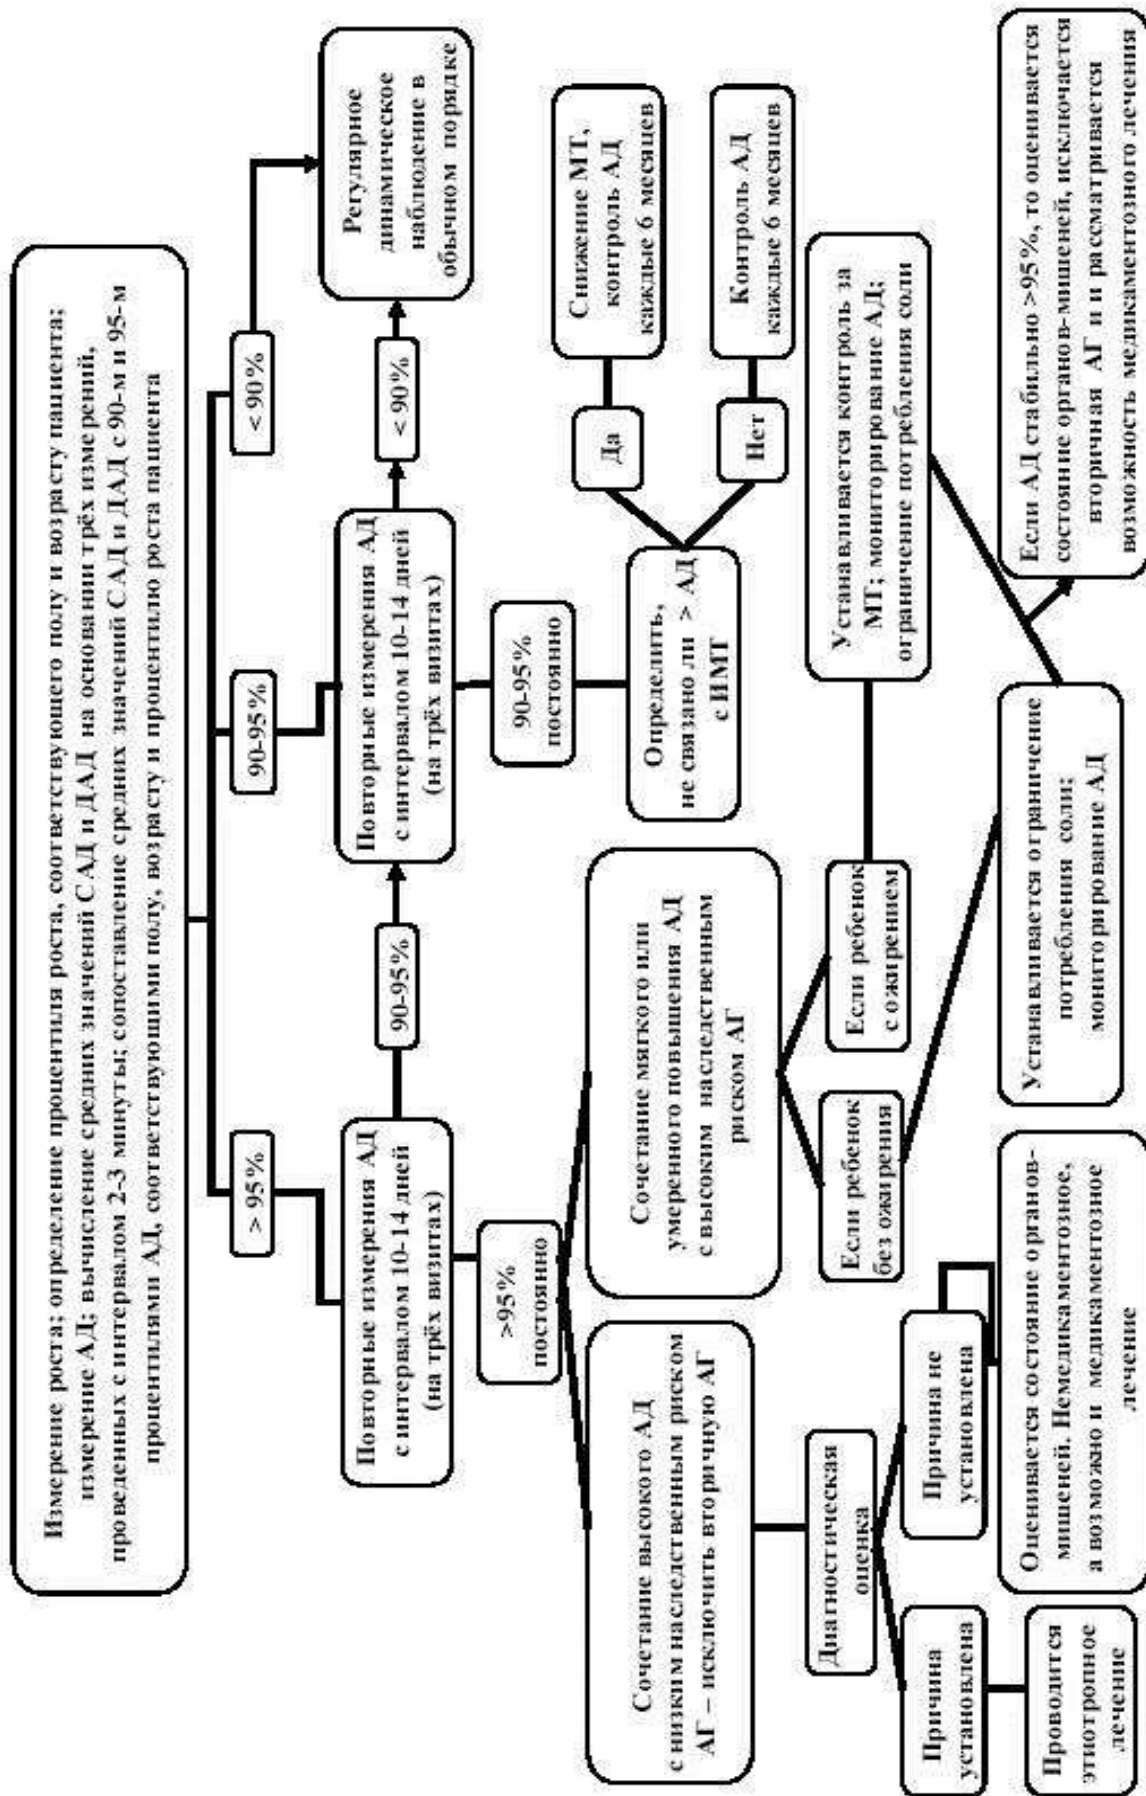 Измерение роста; определение процентиля роста, соответствующего полу и возрасту пациента;
измерение АД; вычисление средних значений САД и ДАД на основании трёх измерений,
проведенных с интервалом 2-3 минуты; сопоставление средних значений САД и ДАД с 90-м и 95-м
процентилями АД, соответствующими полу, возрасту и процентилю роста пациента
> 95%
90-95%
< 90%
Повторные измерения АД
с интервалом 10-14 дней
(на трёх визитах)
90-95%
Повторные измерения АД
с интервалом 10-14 дней
(на трёх визитах)
< 90%
Регулярное
динамическое
наблюдение в
обычном порядке
>95%
постоянно
90-95%
постоянно
Сочетание высокого АД
с низким наследственным риском
АГ – исключить вторичную АГ
Сочетание мягкого или
умеренного повышения АД
с высоким наследственным
риском АГ
Определить,
не связано ли > АД
с ИМТ
Да
Снижение МТ,
контроль АД
каждые 6 месяцев
Нет
Контроль АД
каждые 6 месяцев
Диагностическая
оценка
Если ребенок
без ожирения
Если ребенок
с ожирением
Устанавливается контроль за
МТ; мониторирование АД;
ограничение потребления соли
Причина
установлена
Причина не
установлена
Проводится
этиотропное
лечение
Оценивается состояние органов-
мишеней. Немедикаментозное,
а возможно и медикаментозное
лечение
Устанавливается ограничение
потребления соли;
мониторирование АД
Если АД стабильно >95%, то оценивается
состояние органов-мишеней, исключается
вторичная АГ и рассматривается
возможность медикаментозного лечения